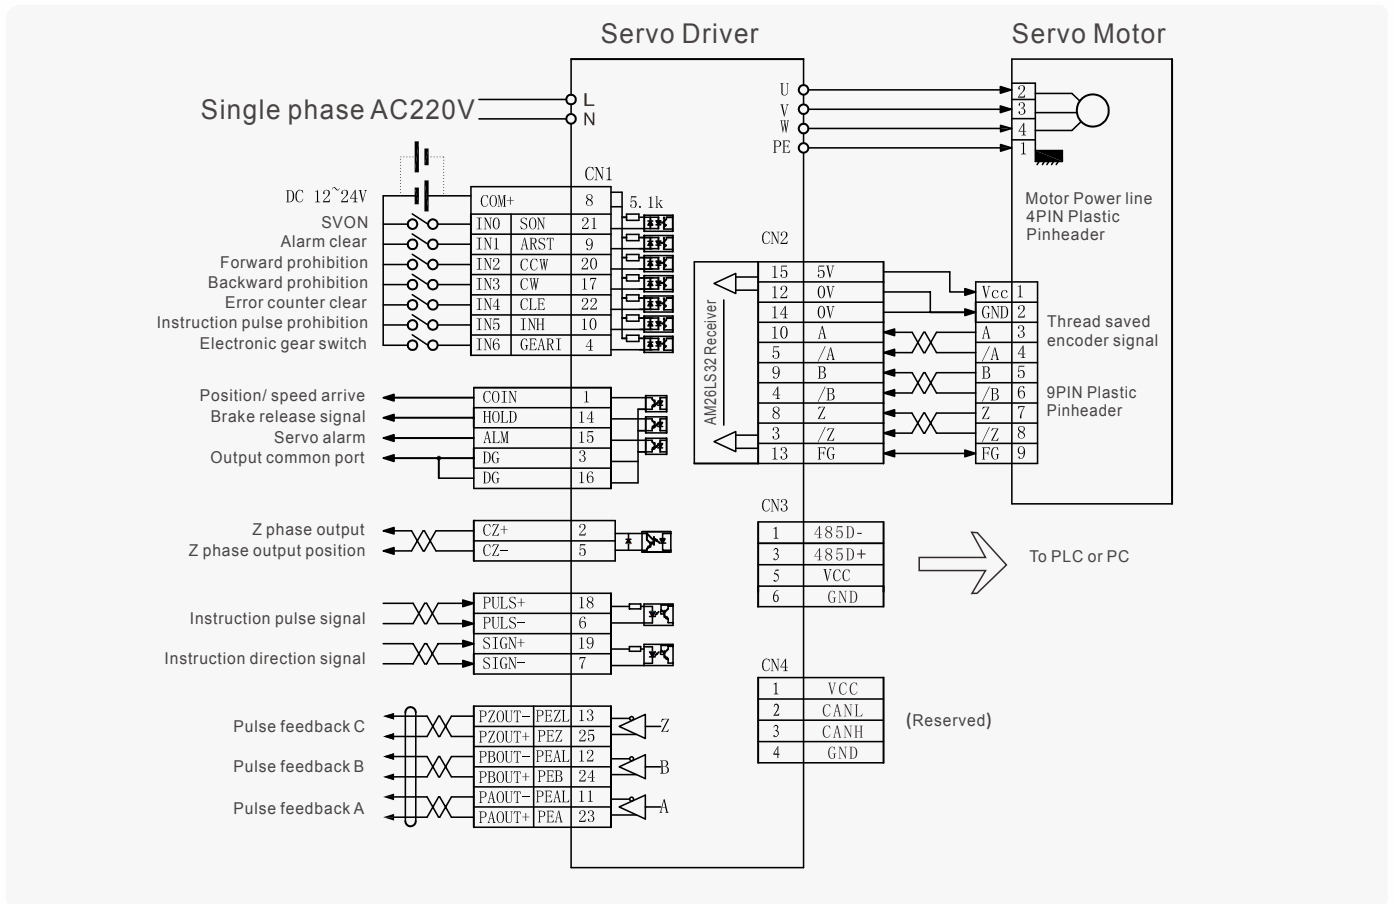 Servo Driver
Servo Motor
Single phase AC220V
L
N
U
V
W
PE
2
3
4
1
Motor Power line
4PIN Plastic
Pinheader
CN1
DC 12~24V
COM+ 8
5.1k
SVON IN0 SON 21
Alarm clear IN1 ARST 9
Forward prohibition IN2 CCW 20
Backward prohibition IN3 CW 17
Error counter clear IN4 CLE 22
Instruction pulse prohibition IN5 INH 10
Electronic gear switch IN6 GEARI 4
Position/ speed arrive COIN 1
Brake release signal HOLD 14
Servo alarm ALM 15
Output common port DG 3
DG 16
Z phase output CZ+ 2
Z phase output position CZ- 5
Instruction pulse signal
PULS+ 18
PULS- 6
Instruction direction signal
SIGN+ 19
SIGN- 7
Pulse feedback C
PZOUT- PEZL 13
PZOUT+ PEZ 25
Z
Pulse feedback B
PBOUT- PEAL 12
PBOUT+ PEB 24
B
Pulse feedback A
PAOUT- PEAL 11
PAOUT+ PEA 23
A
CN2
AM26LS32 Receiver
15 5V
12 0V
14 0V
10 A
5 /A
9 B
4 /B
8 Z
3 /Z
13 FG
Vcc 1
GND 2
A 3
/A 4
B 5
/B 6
Z 7
/Z 8
FG 9
Thread saved
encoder signal
9PIN Plastic
Pinheader
CN3
1 485D-
3 485D+
5 VCC
6 GND
To PLC or PC
CN4
1 VCC
2 CANL
3 CANH
4 GND
(Reserved)